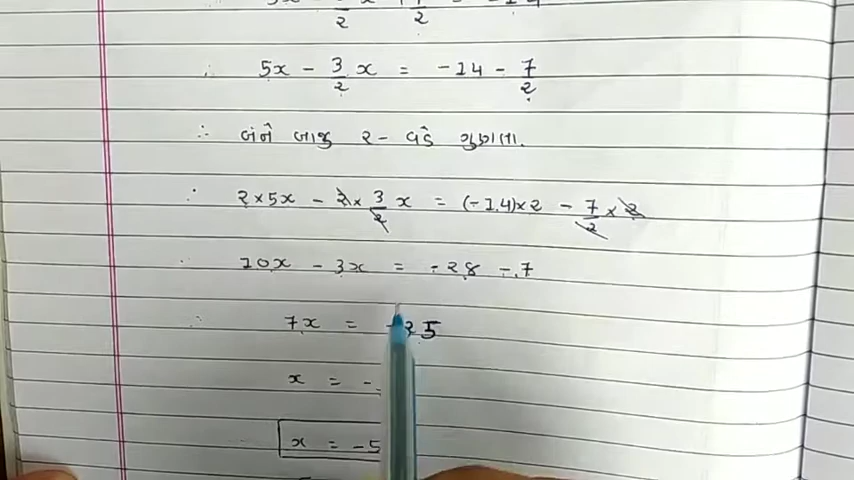 ∴ 5x - 3/2 x = -14 - 7/2
∴ બંને બાજુ ૨- વડે ગુણતા.
∴ 2×5x - 2× 3/2 x = (-14)×2 - 7/2 × 2
∴ 10x - 3x = -28 - 7
∴ 7x = -35
x = -
x = -5